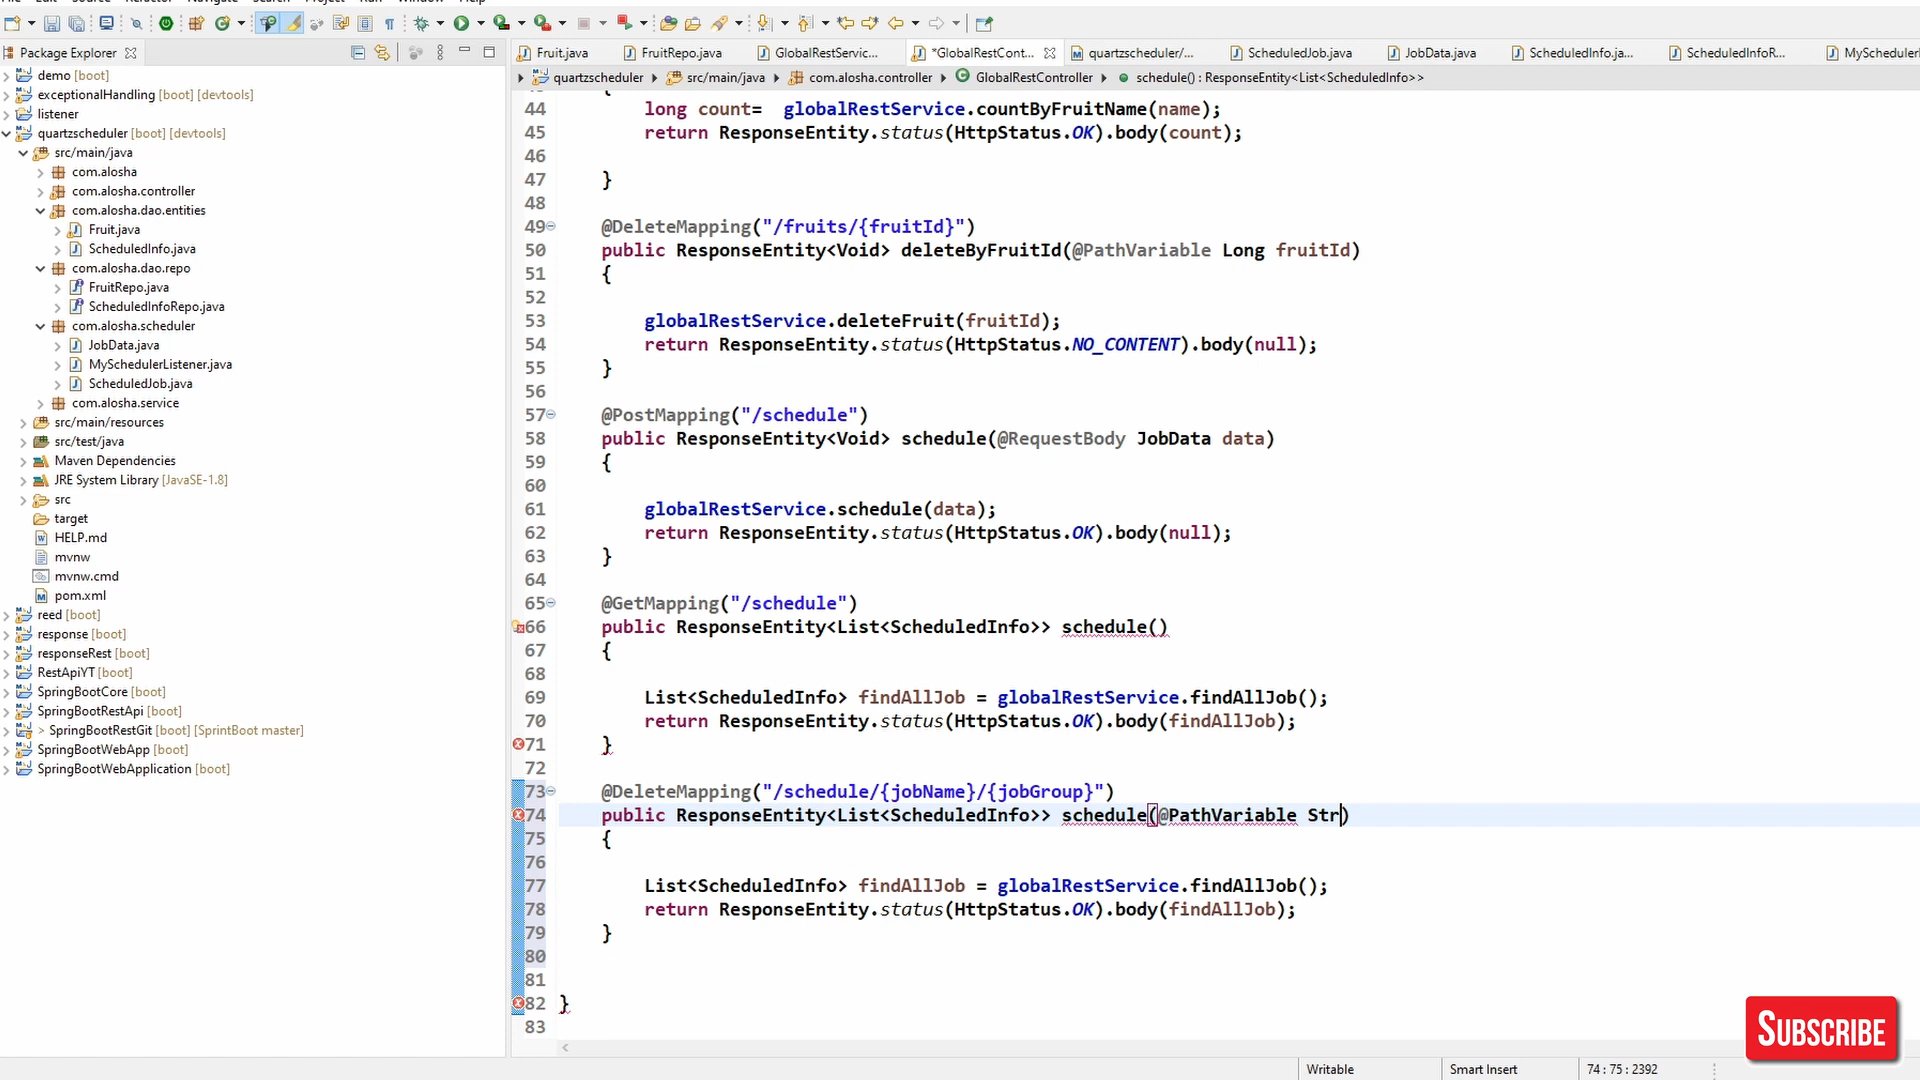 Package Explorer
demo [boot]
exceptionalHandling [boot] [devtools]
listener
quartzscheduler [boot] [devtools]
src/main/java
com.alosha
com.alosha.controller
com.alosha.dao.entities
Fruit.java
ScheduledInfo.java
com.alosha.dao.repo
FruitRepo.java
ScheduledInfoRepo.java
com.alosha.scheduler
JobData.java
MySchedulerListener.java
ScheduledJob.java
com.alosha.service
src/main/resources
src/test/java
Maven Dependencies
JRE System Library [JavaSE-1.8]
src
target
HELP.md
mvnw
mvnw.cmd
pom.xml
reed [boot]
response [boot]
responseRest [boot]
RestApiYT [boot]
SpringBootCore [boot]
SpringBootRestApi [boot]
> SpringBootRestGit [boot] [SprintBoot master]
SpringBootWebApp [boot]
SpringBootWebApplication [boot]
Fruit.java FruitRepo.java GlobalRestServic... *GlobalRestCont... quartzscheduler/... ScheduledJob.java JobData.java ScheduledInfo.ja... ScheduledInfoR... MyScheduler
quartzscheduler src/main/java com.alosha.controller GlobalRestController schedule() : ResponseEntity<List<ScheduledInfo>>
44 long count= globalRestService.countByFruitName(name);
45 return ResponseEntity.status(HttpStatus.OK).body(count);
46
47 }
48
49 @DeleteMapping("/fruits/{fruitId}")
50 public ResponseEntity<Void> deleteByFruitId(@PathVariable Long fruitId)
51 {
52
53 globalRestService.deleteFruit(fruitId);
54 return ResponseEntity.status(HttpStatus.NO_CONTENT).body(null);
55 }
56
57 @PostMapping("/schedule")
58 public ResponseEntity<Void> schedule(@RequestBody JobData data)
59 {
60
61 globalRestService.schedule(data);
62 return ResponseEntity.status(HttpStatus.OK).body(null);
63 }
64
65 @GetMapping("/schedule")
66 public ResponseEntity<List<ScheduledInfo>> schedule()
67 {
68
69 List<ScheduledInfo> findAllJob = globalRestService.findAllJob();
70 return ResponseEntity.status(HttpStatus.OK).body(findAllJob);
71 }
72
73 @DeleteMapping("/schedule/{jobName}/{jobGroup}")
74 public ResponseEntity<List<ScheduledInfo>> schedule(@PathVariable Str)
75 {
76
77 List<ScheduledInfo> findAllJob = globalRestService.findAllJob();
78 return ResponseEntity.status(HttpStatus.OK).body(findAllJob);
79 }
80
81
82 }
83
SUBSCRIBE
Writable Smart Insert 74 : 75 : 2392